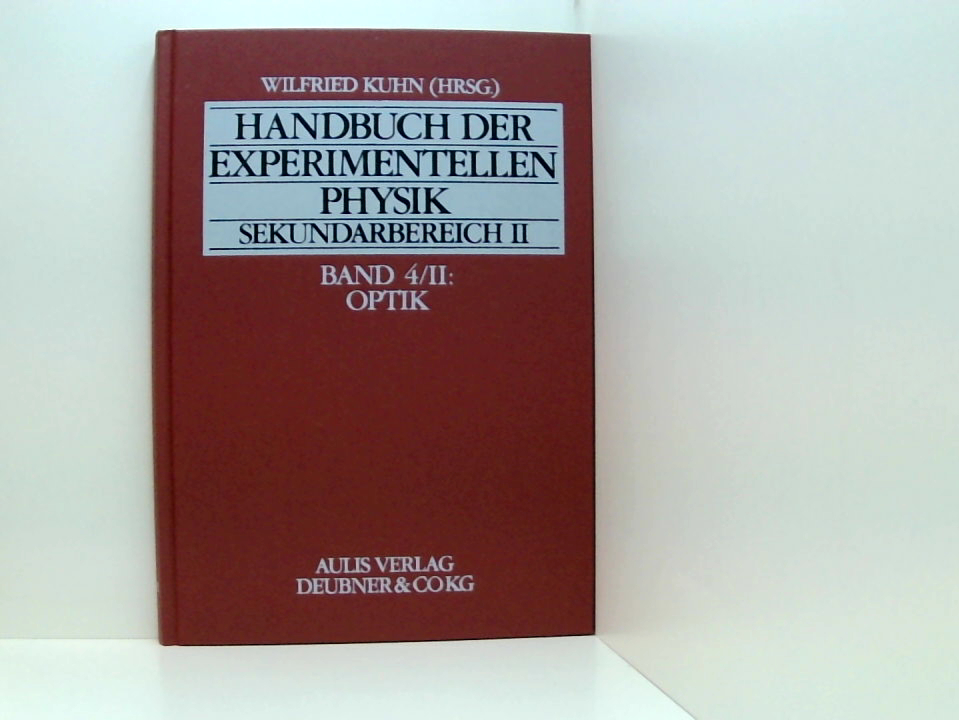 WILFRIED KUHN (HRSG.)
HANDBUCH DER
EXPERIMENTELLEN
PHYSIK
SEKUNDARBEREICH II
BAND 4/II:
OPTIK
AULIS VERLAG
DEUBNER & CO KG